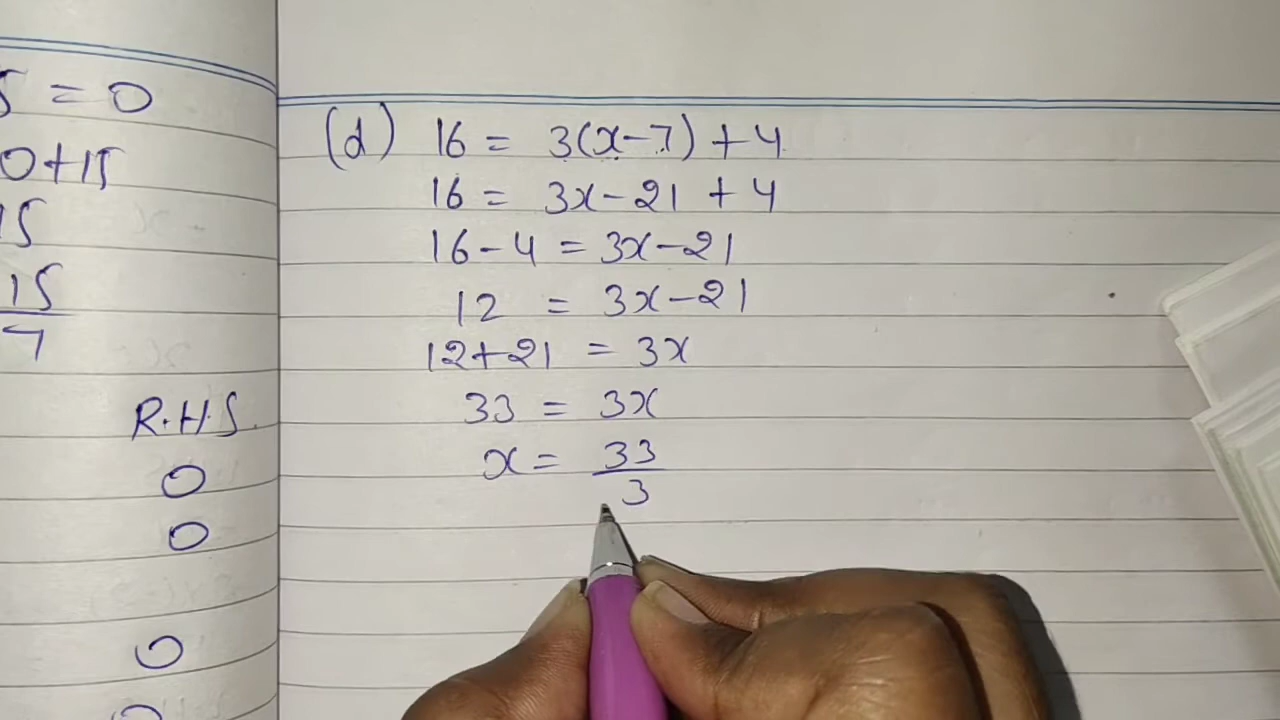 5 = 0
0+15
15
15
7
R.H.S.
0
0
0
(d) 16 = 3(x-7) + 4
16 = 3x - 21 + 4
16 - 4 = 3x - 21
12 = 3x - 21
12 + 21 = 3x
33 = 3x
x = 33/3